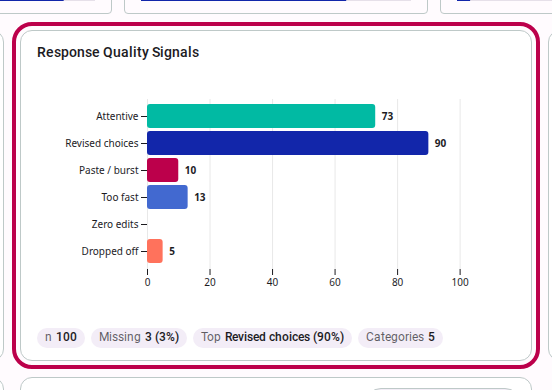 Response Quality Signals
Attentive 73
Revised choices 90
Paste / burst 10
Too fast 13
Zero edits
Dropped off 5
0 20 40 60 80 100
n 100 Missing 3 (3%) Top Revised choices (90%) Categories 5